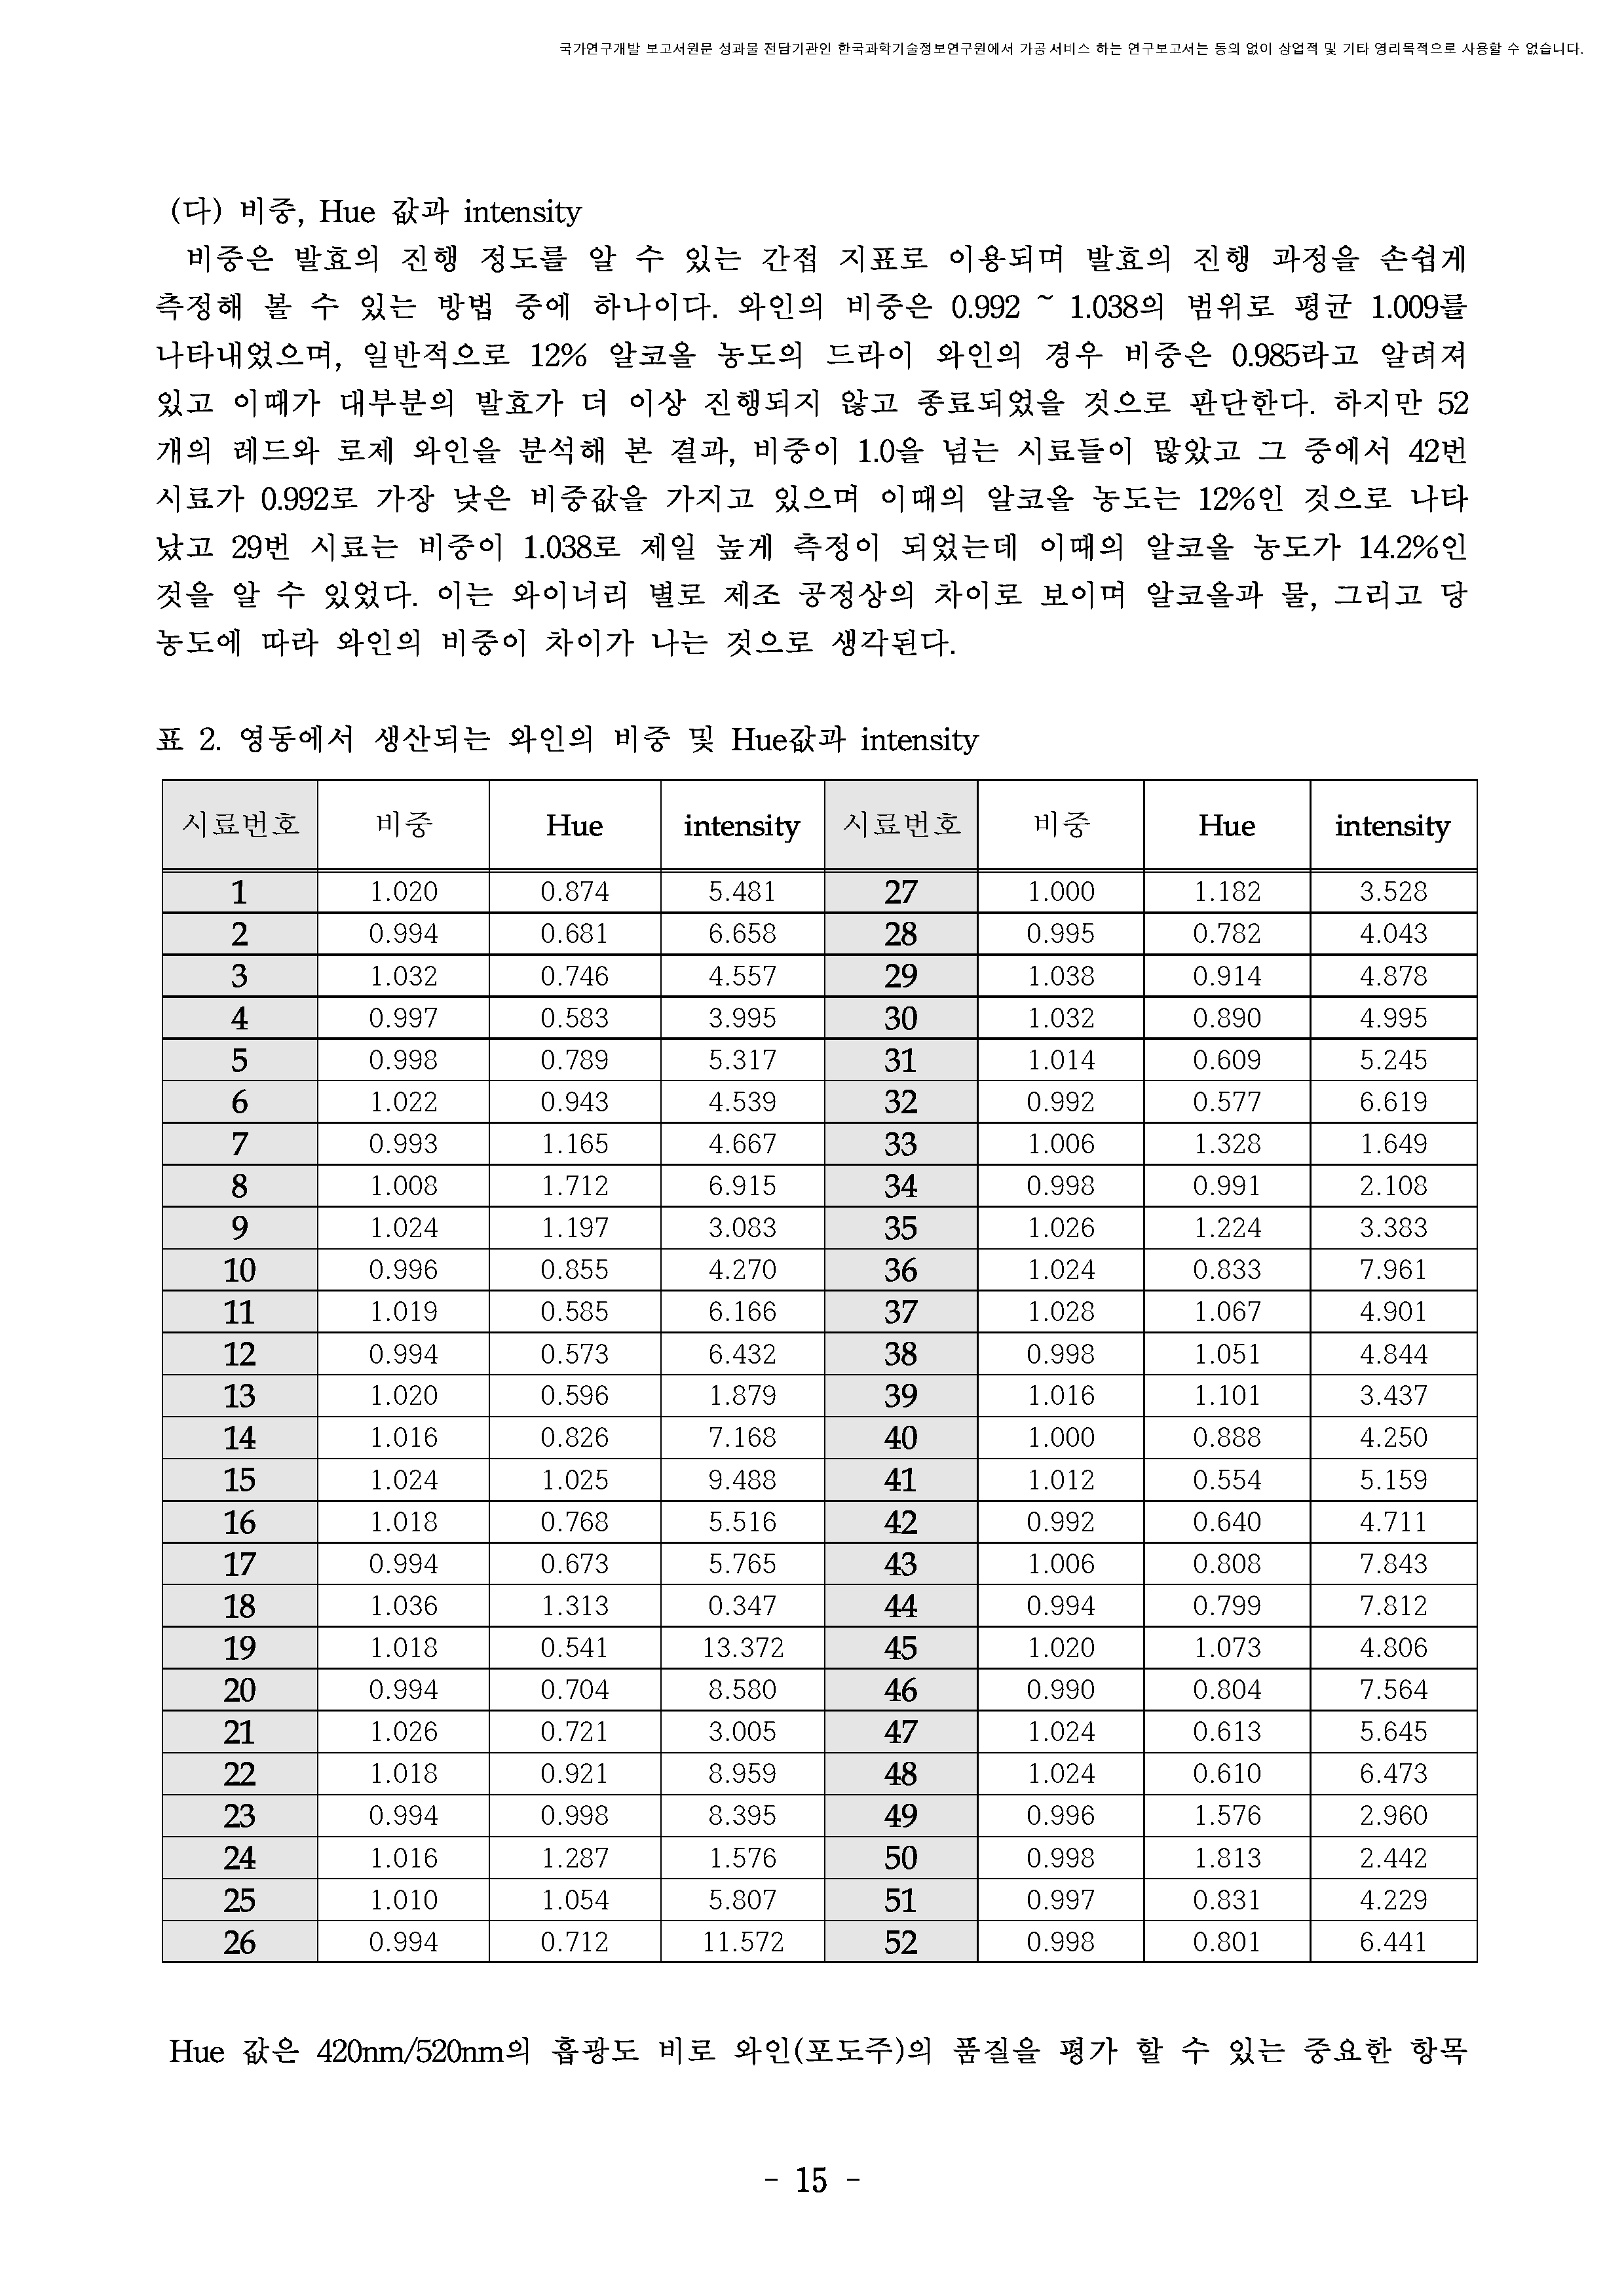 국가연구개발 보고서원문 성과물 전담기관인 한국과학기술정보연구원에서 가공·서비스 하는 연구보고서는 동의 없이 상업적 및 기타 영리목적으로 사용할 수 없습니다.
(다) 비중, Hue 값과 intensity
비중은 발효의 진행 정도를 알 수 있는 간접 지표로 이용되며 발효의 진행 과정을 손쉽게
측정해 볼 수 있는 방법 중에 하나이다. 와인의 비중은 0.992 ~ 1.038의 범위로 평균 1.009를
나타내었으며, 일반적으로 12% 알코올 농도의 드라이 와인의 경우 비중은 0.985라고 알려져
있고 이때가 대부분의 발효가 더 이상 진행되지 않고 종료되었을 것으로 판단한다. 하지만 52
개의 레드와 로제 와인을 분석해 본 결과, 비중이 1.0을 넘는 시료들이 많았고 그 중에서 42번
시료가 0.992로 가장 낮은 비중값을 가지고 있으며 이때의 알코올 농도는 12%인 것으로 나타
났고 29번 시료는 비중이 1.038로 제일 높게 측정이 되었는데 이때의 알코올 농도가 14.2%인
것을 알 수 있었다. 이는 와이너리 별로 제조 공정상의 차이로 보이며 알코올과 물, 그리고 당
농도에 따라 와인의 비중이 차이가 나는 것으로 생각된다.
표 2. 영동에서 생산되는 와인의 비중 및 Hue값과 intensity
시료번호 비중 Hue intensity 시료번호 비중 Hue intensity
1 1.020 0.874 5.481 27 1.000 1.182 3.528
2 0.994 0.681 6.658 28 0.995 0.782 4.043
3 1.032 0.746 4.557 29 1.038 0.914 4.878
4 0.997 0.583 3.995 30 1.032 0.890 4.995
5 0.998 0.789 5.317 31 1.014 0.609 5.245
6 1.022 0.943 4.539 32 0.992 0.577 6.619
7 0.993 1.165 4.667 33 1.006 1.328 1.649
8 1.008 1.712 6.915 34 0.998 0.991 2.108
9 1.024 1.197 3.083 35 1.026 1.224 3.383
10 0.996 0.855 4.270 36 1.024 0.833 7.961
11 1.019 0.585 6.166 37 1.028 1.067 4.901
12 0.994 0.573 6.432 38 0.998 1.051 4.844
13 1.020 0.596 1.879 39 1.016 1.101 3.437
14 1.016 0.826 7.168 40 1.000 0.888 4.250
15 1.024 1.025 9.488 41 1.012 0.554 5.159
16 1.018 0.768 5.516 42 0.992 0.640 4.711
17 0.994 0.673 5.765 43 1.006 0.808 7.843
18 1.036 1.313 0.347 44 0.994 0.799 7.812
19 1.018 0.541 13.372 45 1.020 1.073 4.806
20 0.994 0.704 8.580 46 0.990 0.804 7.564
21 1.026 0.721 3.005 47 1.024 0.613 5.645
22 1.018 0.921 8.959 48 1.024 0.610 6.473
23 0.994 0.998 8.395 49 0.996 1.576 2.960
24 1.016 1.287 1.576 50 0.998 1.813 2.442
25 1.010 1.054 5.807 51 0.997 0.831 4.229
26 0.994 0.712 11.572 52 0.998 0.801 6.441
Hue 값은 420nm/520nm의 흡광도 비로 와인(포도주)의 품질을 평가 할 수 있는 중요한 항목
- 15 -